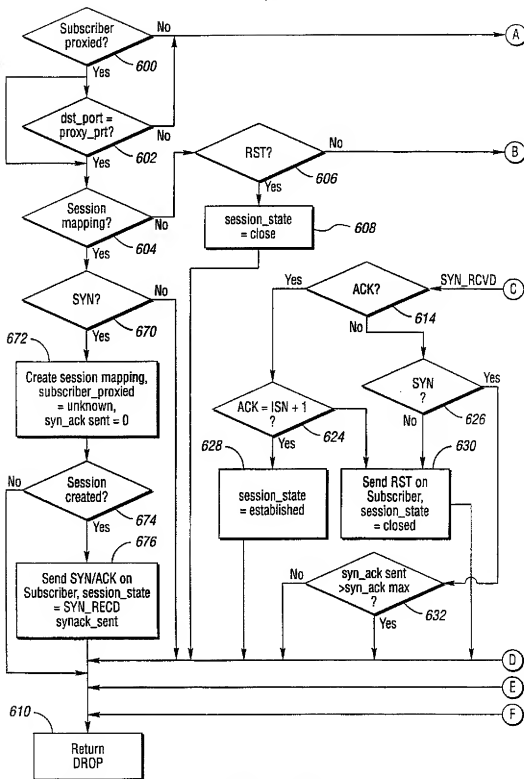 Subscriber
proxied?
No
A
Yes
600
dst_port =
proxy_prt?
No
602
Yes
RST?
No
B
606
Yes
Session
mapping?
No
604
Yes
session_state
= close
608
SYN?
No
670
Yes
Yes
ACK?
SYN_RCVD
C
614
No
672
Create session mapping,
subscriber_proxied
= unknown,
syn_ack sent = 0
SYN
?
Yes
626
No
ACK = ISN + 1
?
624
Yes
628
session_state
= established
630
Send RST on
Subscriber,
session_state
= closed
Session
created?
No
674
Yes
676
Send SYN/ACK on
Subscriber, session_state
= SYN_RECD
synack_sent
No
syn_ack sent
>syn_ack max
?
632
Yes
D
E
F
610
Return
DROP